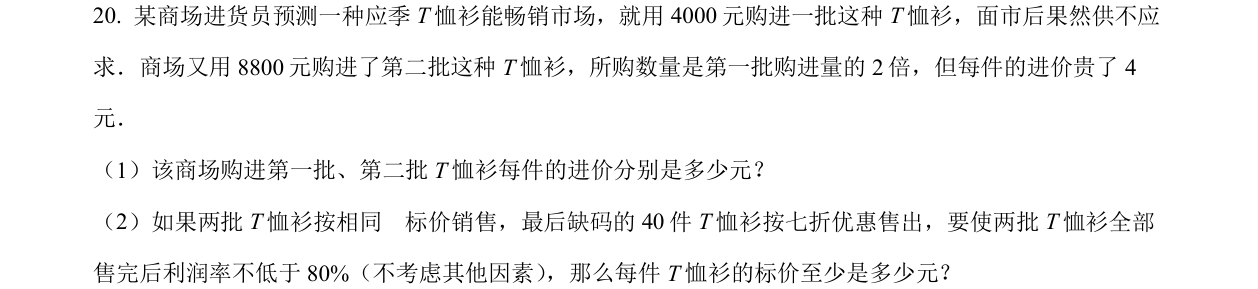 20. 某商场进货员预测一种应季 T 恤衫能畅销市场，就用 4000 元购进一批这种 T 恤衫，面市后果然供不应
求．商场又用 8800 元购进了第二批这种 T 恤衫，所购数量是第一批购进量的 2 倍，但每件的进价贵了 4
元．
（1）该商场购进第一批、第二批 T 恤衫每件的进价分别是多少元？
（2）如果两批 T 恤衫按相同　标价销售，最后缺码的 40 件 T 恤衫按七折优惠售出，要使两批 T 恤衫全部
售完后利润率不低于 80%（不考虑其他因素），那么每件 T 恤衫的标价至少是多少元？